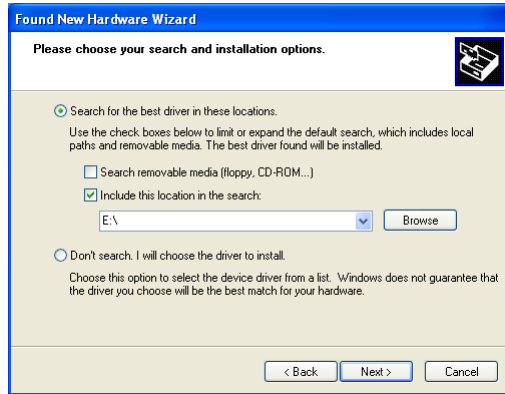 Found New Hardware Wizard
Please choose your search and installation options.
Search for the best driver in these locations.
Use the check boxes below to limit or expand the default search, which includes local
paths and removable media. The best driver found will be installed.
Search removable media (floppy, CD-ROM...)
Include this location in the search:
E:\
Browse
Don't search. I will choose the driver to install.
Choose this option to select the device driver from a list. Windows does not guarantee that
the driver you choose will be the best match for your hardware.
< Back
Next >
Cancel